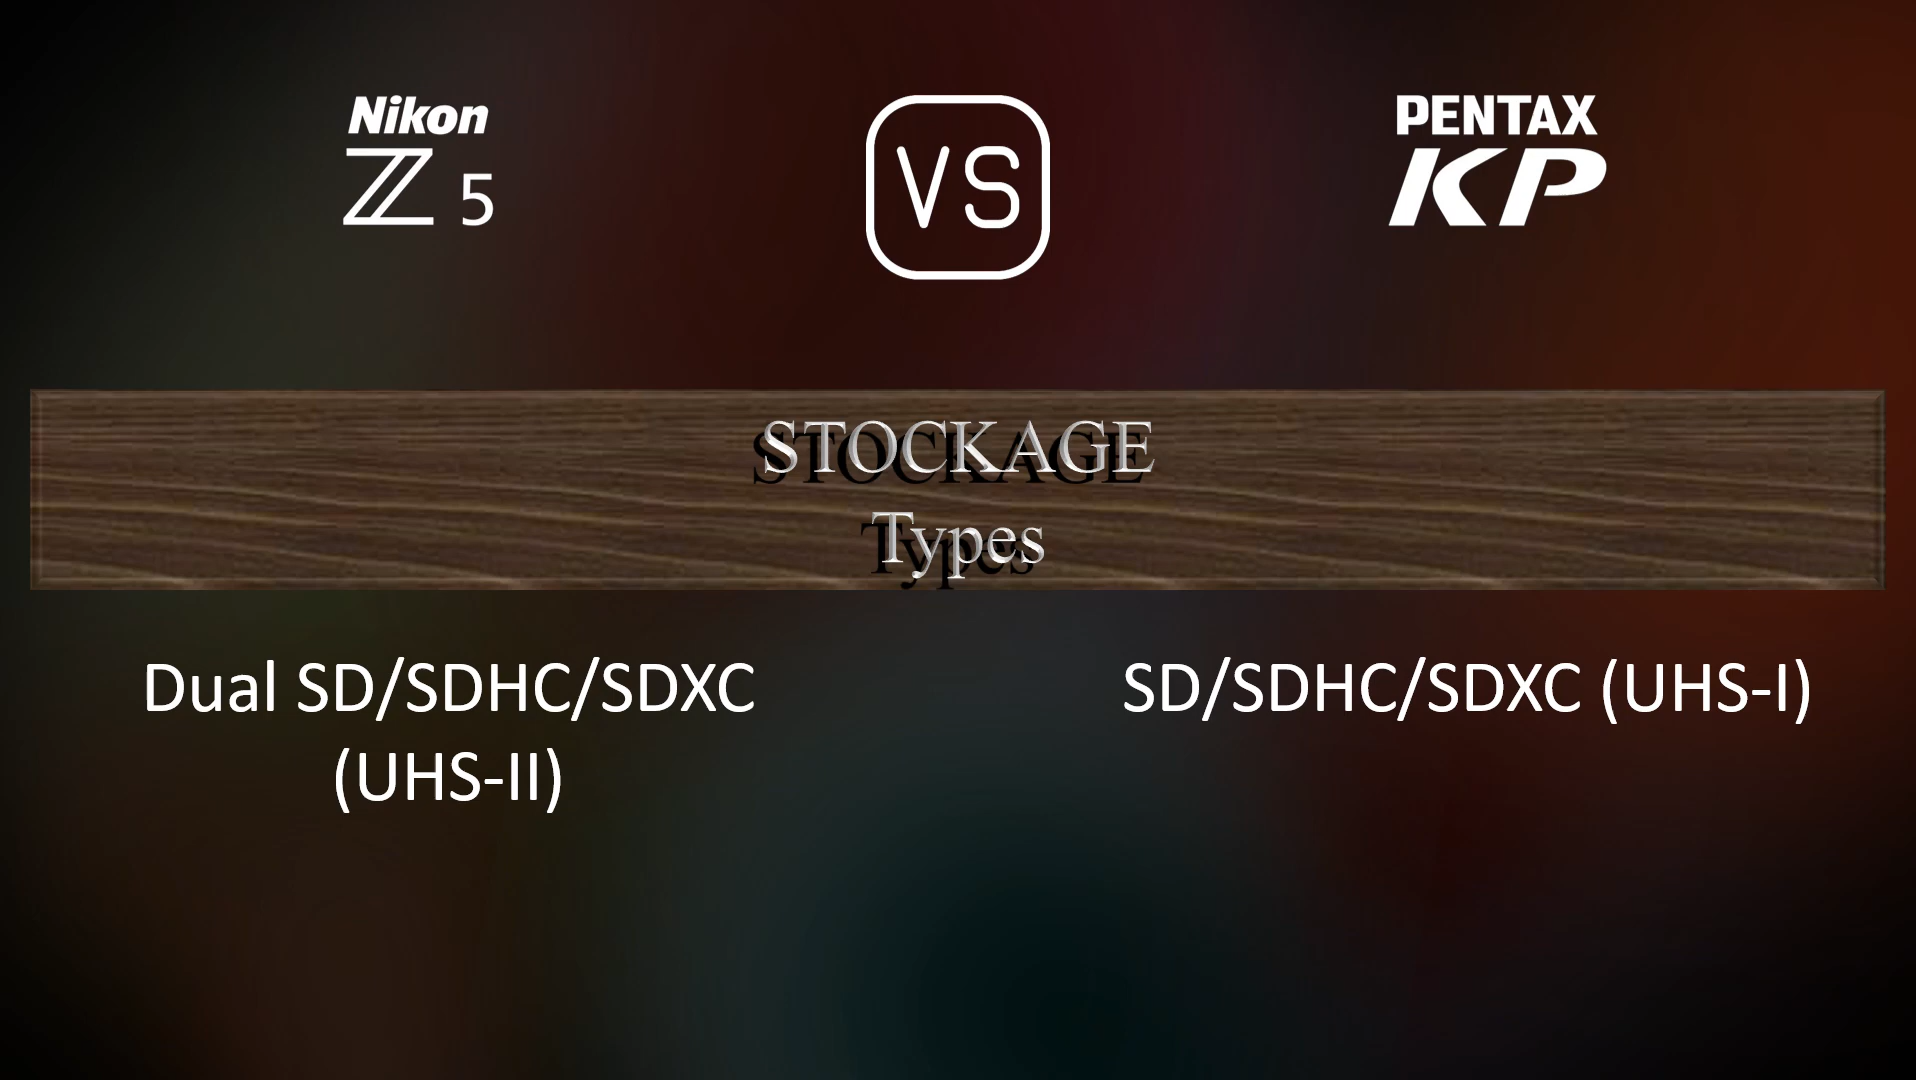 Nikon
Z 5
VS
PENTAX
KP
STOCKAGE
Types
Dual SD/SDHC/SDXC
(UHS-II)
SD/SDHC/SDXC (UHS-I)